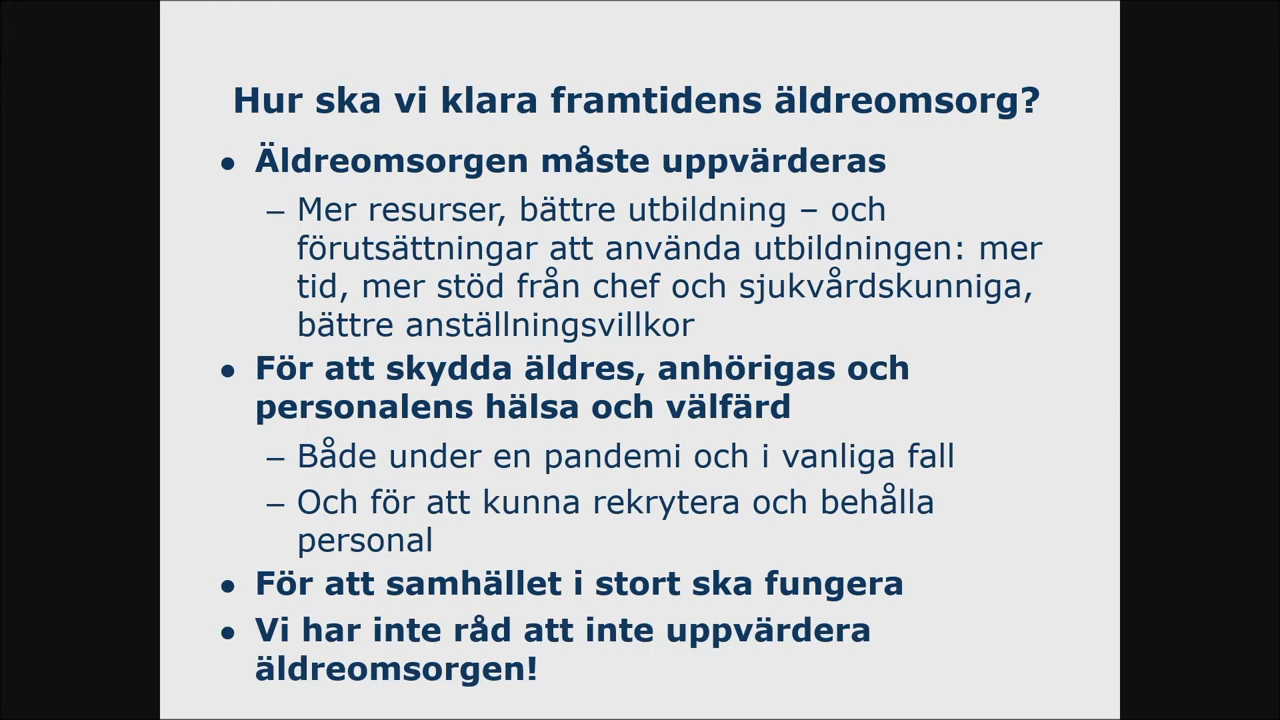 Hur ska vi klara framtidens äldreomsorg?
● Äldreomsorgen måste uppvärderas
– Mer resurser, bättre utbildning – och
förutsättningar att använda utbildningen: mer
tid, mer stöd från chef och sjukvårdskunniga,
bättre anställningsvillkor
● För att skydda äldres, anhörigas och
personalens hälsa och välfärd
– Både under en pandemi och i vanliga fall
– Och för att kunna rekrytera och behålla
personal
● För att samhället i stort ska fungera
● Vi har inte råd att inte uppvärdera
äldreomsorgen!